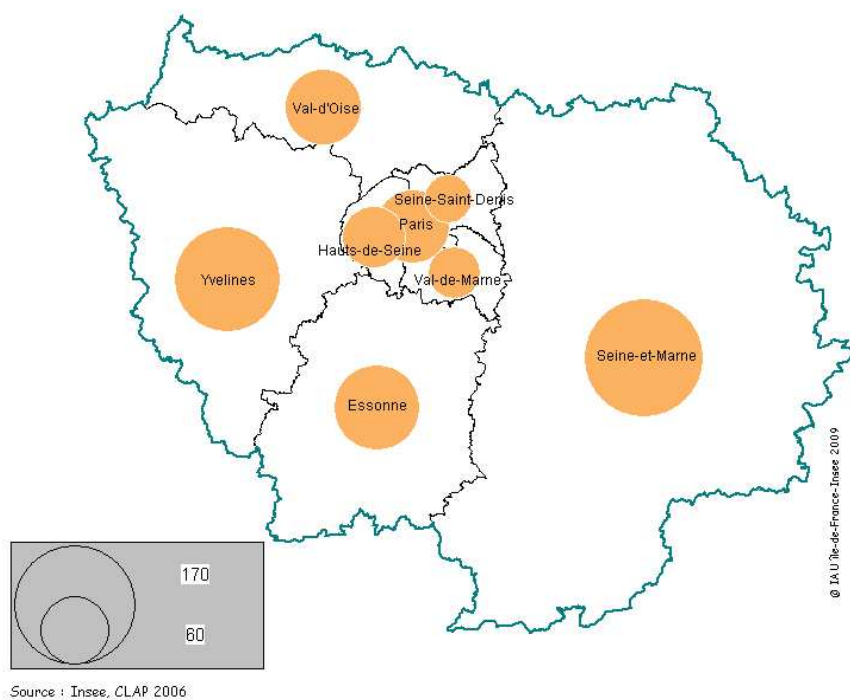 Val-d'Oise
Seine-Saint-Denis
Paris
Hauts-de-Seine
Val-de-Marne
Yvelines
Seine-et-Marne
Essonne
170
60
@ IAU île-de-France-Insee 2009
Source : Insee, CLAP 2006